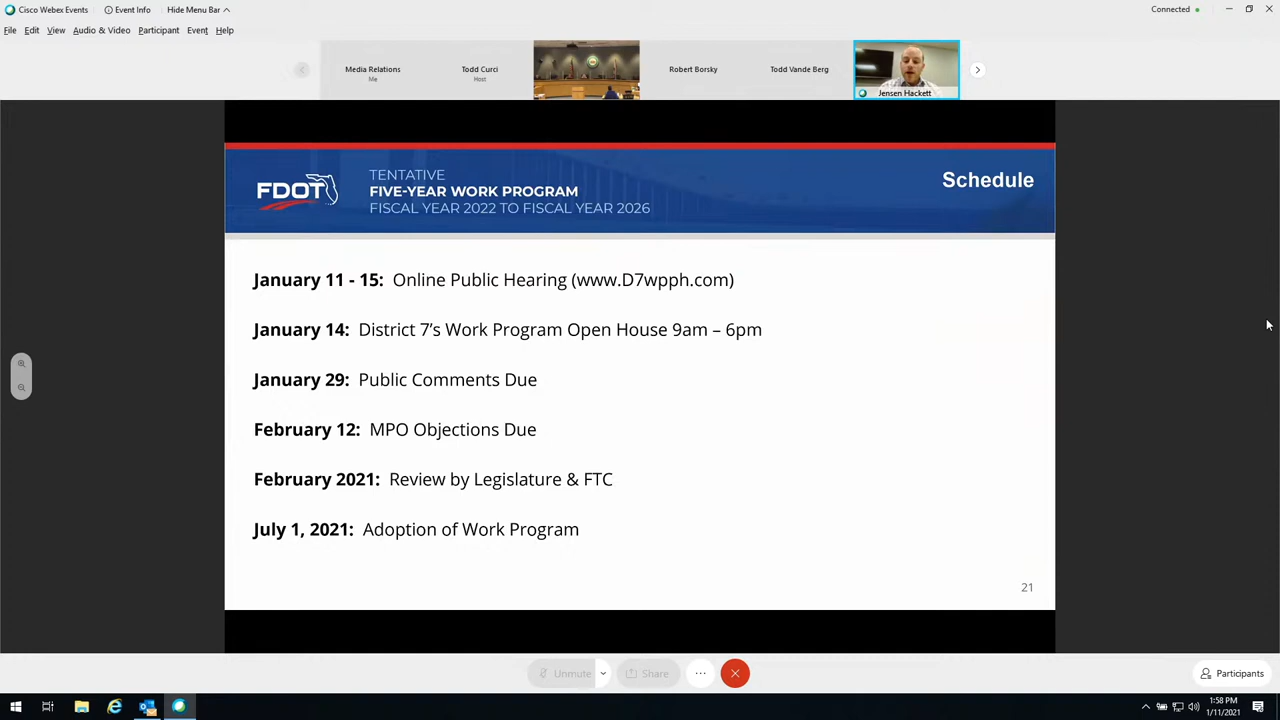 Cisco Webex Events
Event Info
Hide Menu Bar
Connected
File Edit View Audio & Video Participant Event Help
Media Relations
Me
Todd Curci
Host
Robert Borsky
Todd Vande Berg
Jensen Hackett
FDOT
TENTATIVE
FIVE-YEAR WORK PROGRAM
FISCAL YEAR 2022 TO FISCAL YEAR 2026
Schedule
January 11 - 15: Online Public Hearing (www.D7wpph.com)
January 14: District 7’s Work Program Open House 9am – 6pm
January 29: Public Comments Due
February 12: MPO Objections Due
February 2021: Review by Legislature & FTC
July 1, 2021: Adoption of Work Program
21
Unmute
Share
Participants
1:58 PM
1/11/2021